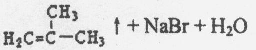 CH₃
H₂C=C−CH₃ ↑ + NaBr + H₂O